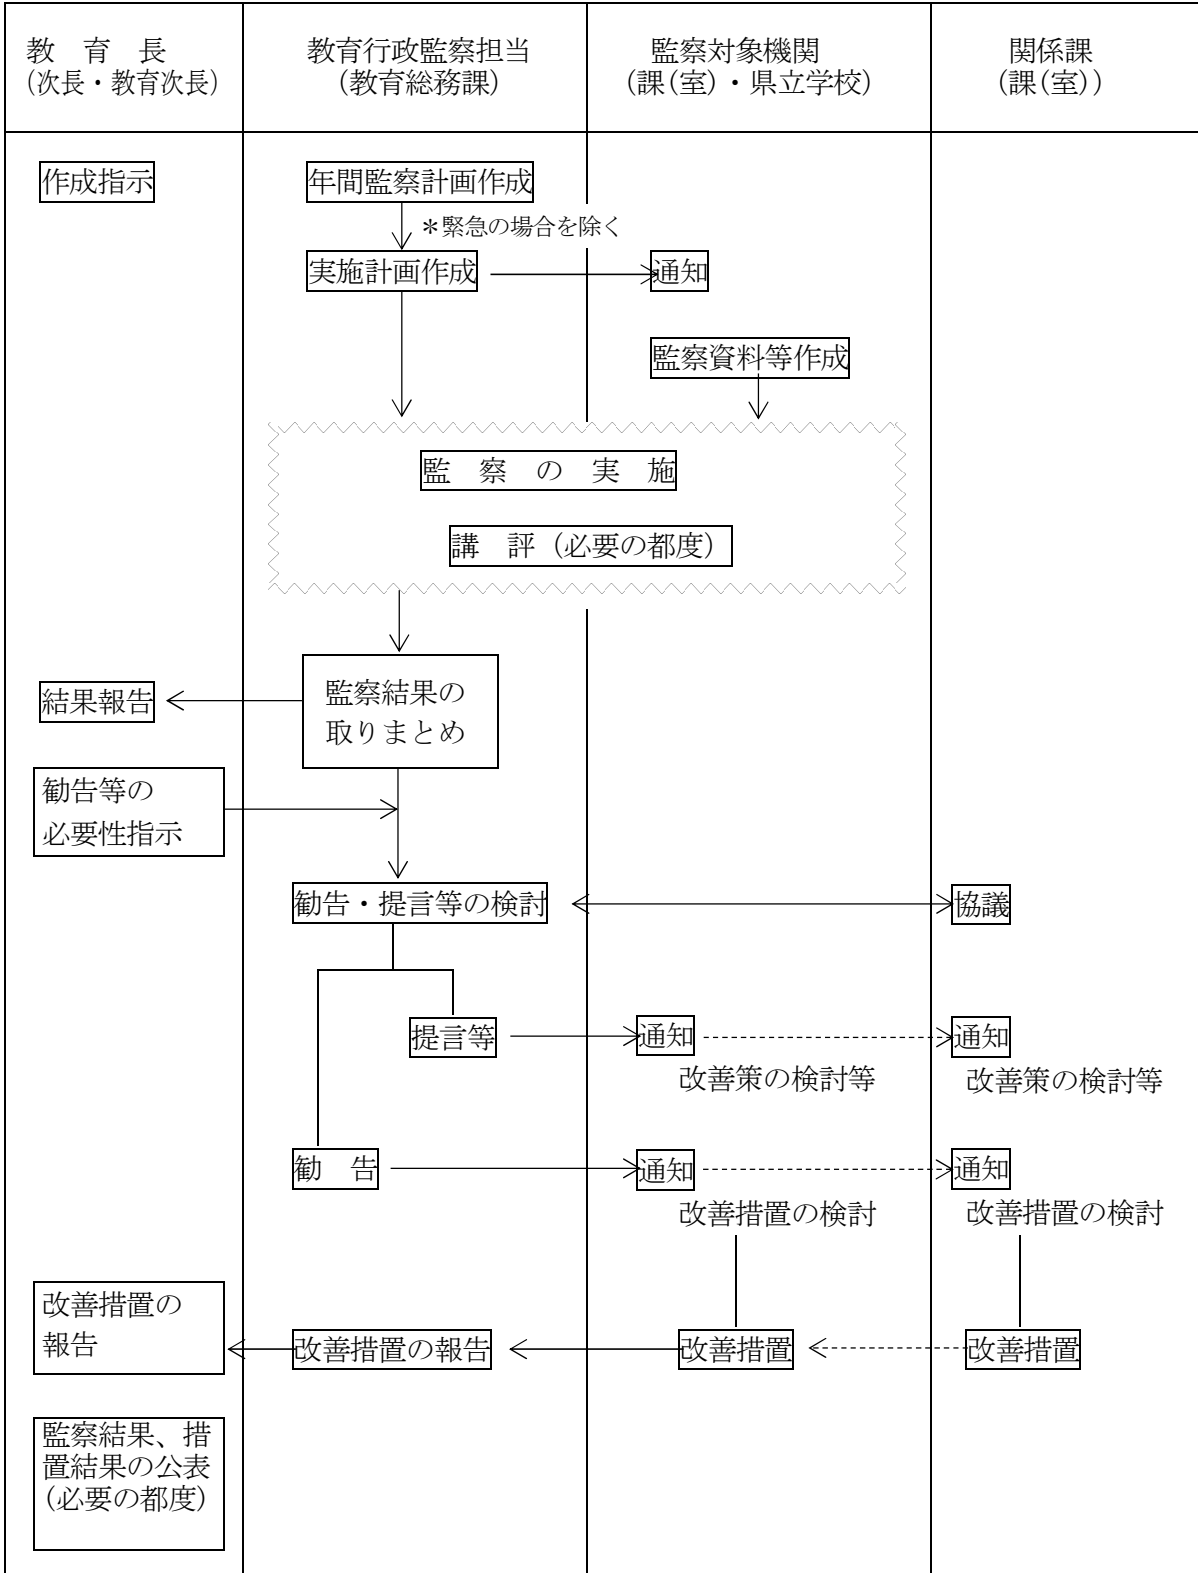 教　育　長
(次長・教育次長)
教育行政監察担当
(教育総務課)
監察対象機関
(課(室)・県立学校)
関係課
(課(室))
作成指示
年間監察計画作成
＊緊急の場合を除く
実施計画作成
通知
監察資料等作成
監　察　の　実　施
講　評（必要の都度）
監察結果の
取りまとめ
結果報告
勧告等の
必要性指示
勧告・提言等の検討
協議
提言等
通知
通知
改善策の検討等
改善策の検討等
勧　告
通知
通知
改善措置の検討
改善措置の検討
改善措置の
報告
改善措置の報告
改善措置
改善措置
監察結果、措
置結果の公表
(必要の都度)